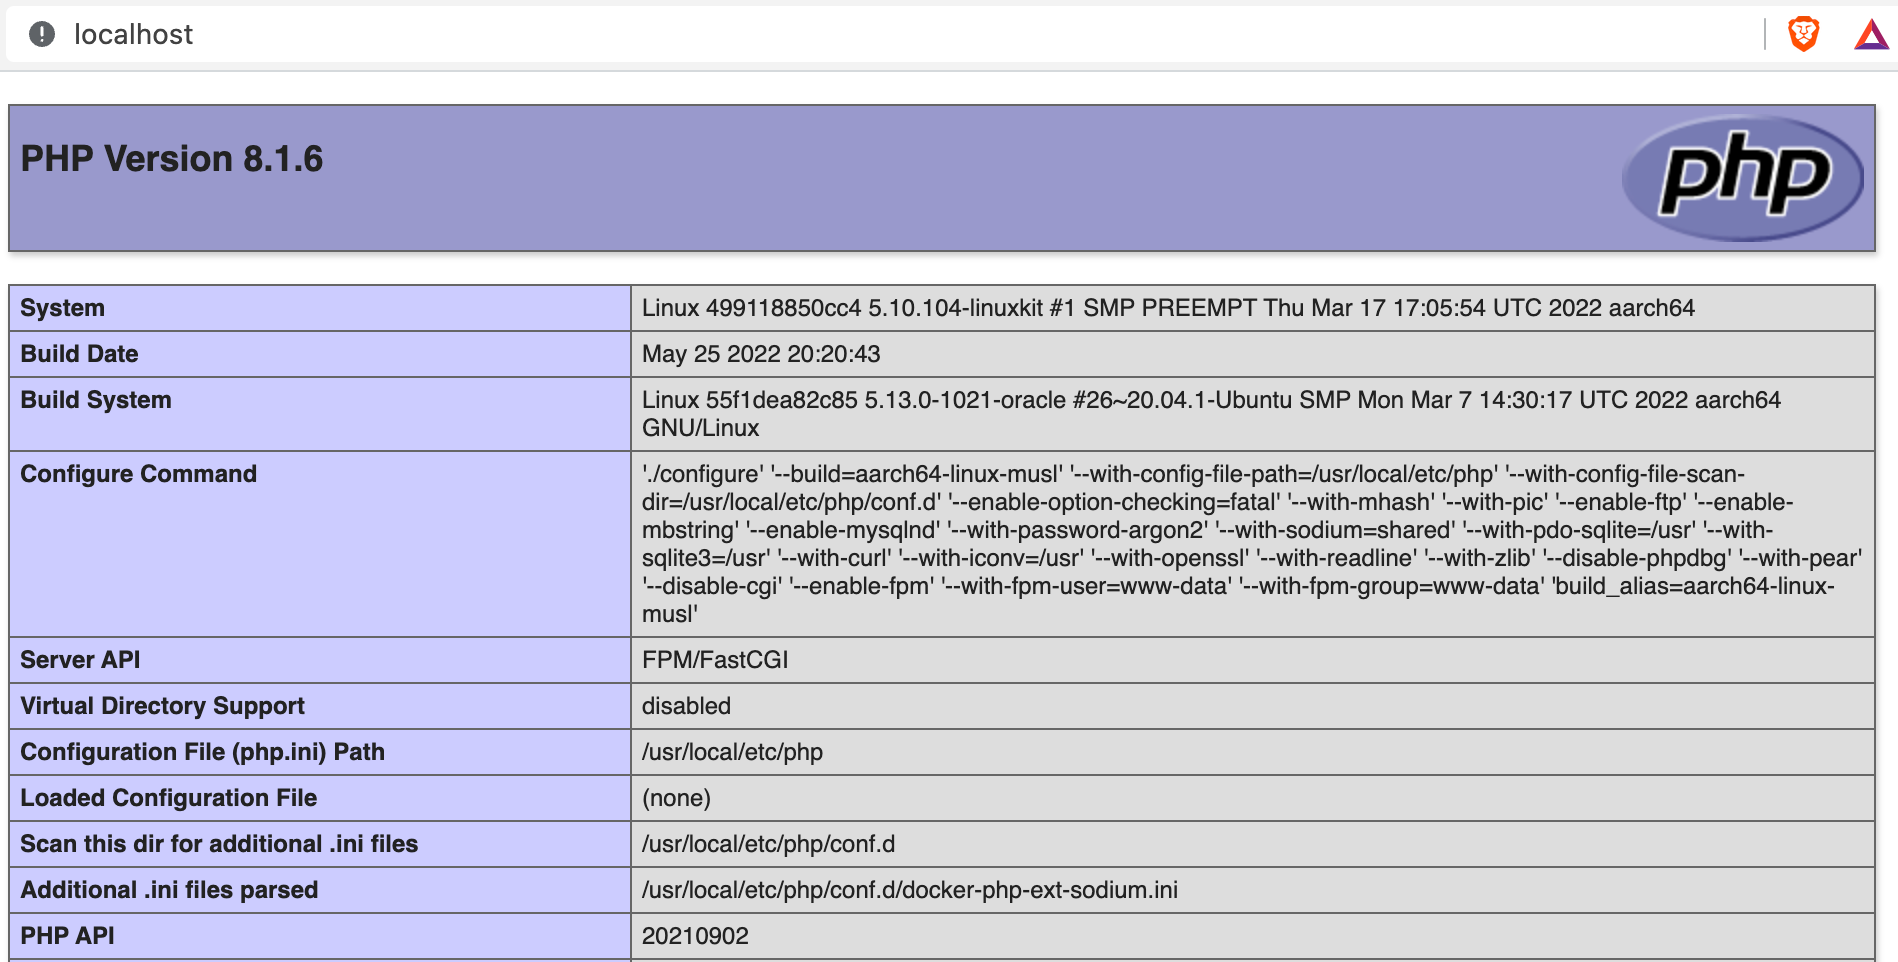 localhost
PHP Version 8.1.6
php
System
Linux 499118850cc4 5.10.104-linuxkit #1 SMP PREEMPT Thu Mar 17 17:05:54 UTC 2022 aarch64
Build Date
May 25 2022 20:20:43
Build System
Linux 55f1dea82c85 5.13.0-1021-oracle #26~20.04.1-Ubuntu SMP Mon Mar 7 14:30:17 UTC 2022 aarch64
GNU/Linux
Configure Command
'./configure' '--build=aarch64-linux-musl' '--with-config-file-path=/usr/local/etc/php' '--with-config-file-scan-
dir=/usr/local/etc/php/conf.d' '--enable-option-checking=fatal' '--with-mhash' '--with-pic' '--enable-ftp' '--enable-
mbstring' '--enable-mysqlnd' '--with-password-argon2' '--with-sodium=shared' '--with-pdo-sqlite=/usr' '--with-
sqlite3=/usr' '--with-curl' '--with-iconv=/usr' '--with-openssl' '--with-readline' '--with-zlib' '--disable-phpdbg' '--with-pear'
'--disable-cgi' '--enable-fpm' '--with-fpm-user=www-data' '--with-fpm-group=www-data' 'build_alias=aarch64-linux-
musl'
Server API
FPM/FastCGI
Virtual Directory Support
disabled
Configuration File (php.ini) Path
/usr/local/etc/php
Loaded Configuration File
(none)
Scan this dir for additional .ini files
/usr/local/etc/php/conf.d
Additional .ini files parsed
/usr/local/etc/php/conf.d/docker-php-ext-sodium.ini
PHP API
20210902